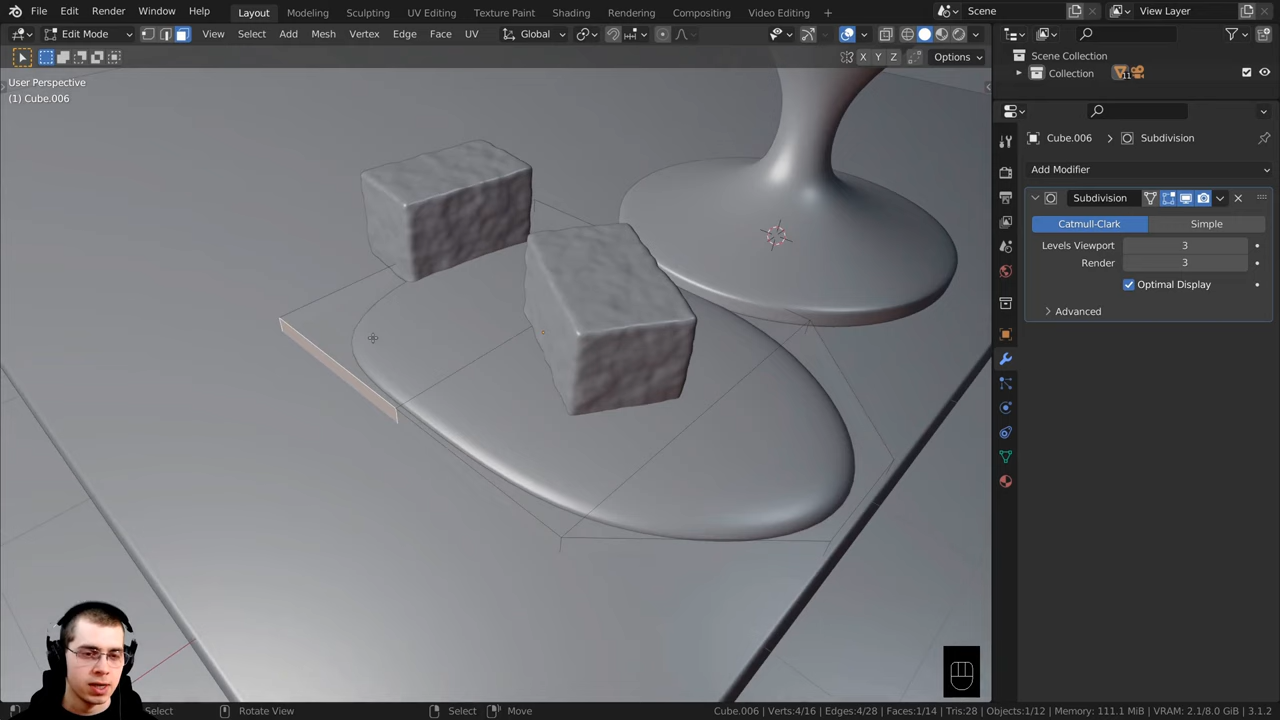 File Edit Render Window Help Layout Modeling Sculpting UV Editing Texture Paint Shading Rendering Compositing Video Editing + Scene View Layer
Edit Mode View Select Add Mesh Vertex Edge Face UV Global
X Y Z Options
Scene Collection
Collection 11
User Perspective
(1) Cube.006
Cube.006 > Subdivision
Add Modifier
Subdivision
Catmull-Clark Simple
Levels Viewport 3
Render 3
Optimal Display
Advanced
Select Rotate View Select Move Cube.006 | Verts:4/16 | Edges:4/28 | Faces:1/14 | Tris:28 | Objects:1/12 | Memory: 111.1 MiB | VRAM: 2.1/8.0 GiB | 3.1.2